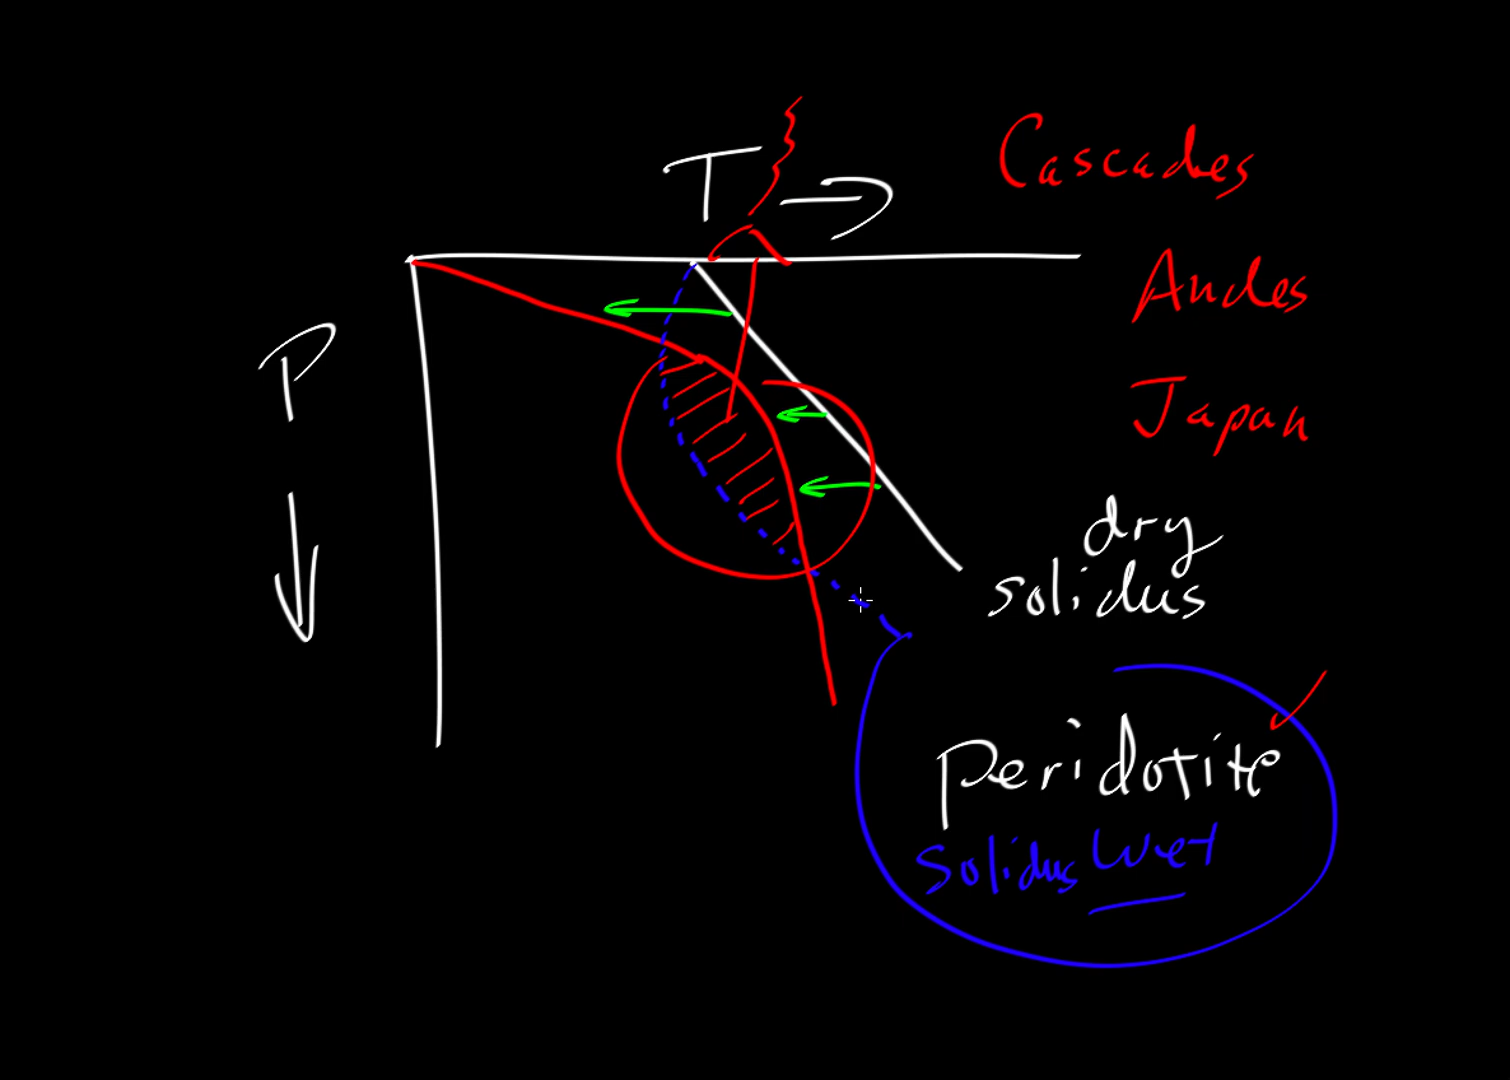 T
Cascades
Andes
P
Japan
dry
solidus
peridotite
solidus wet